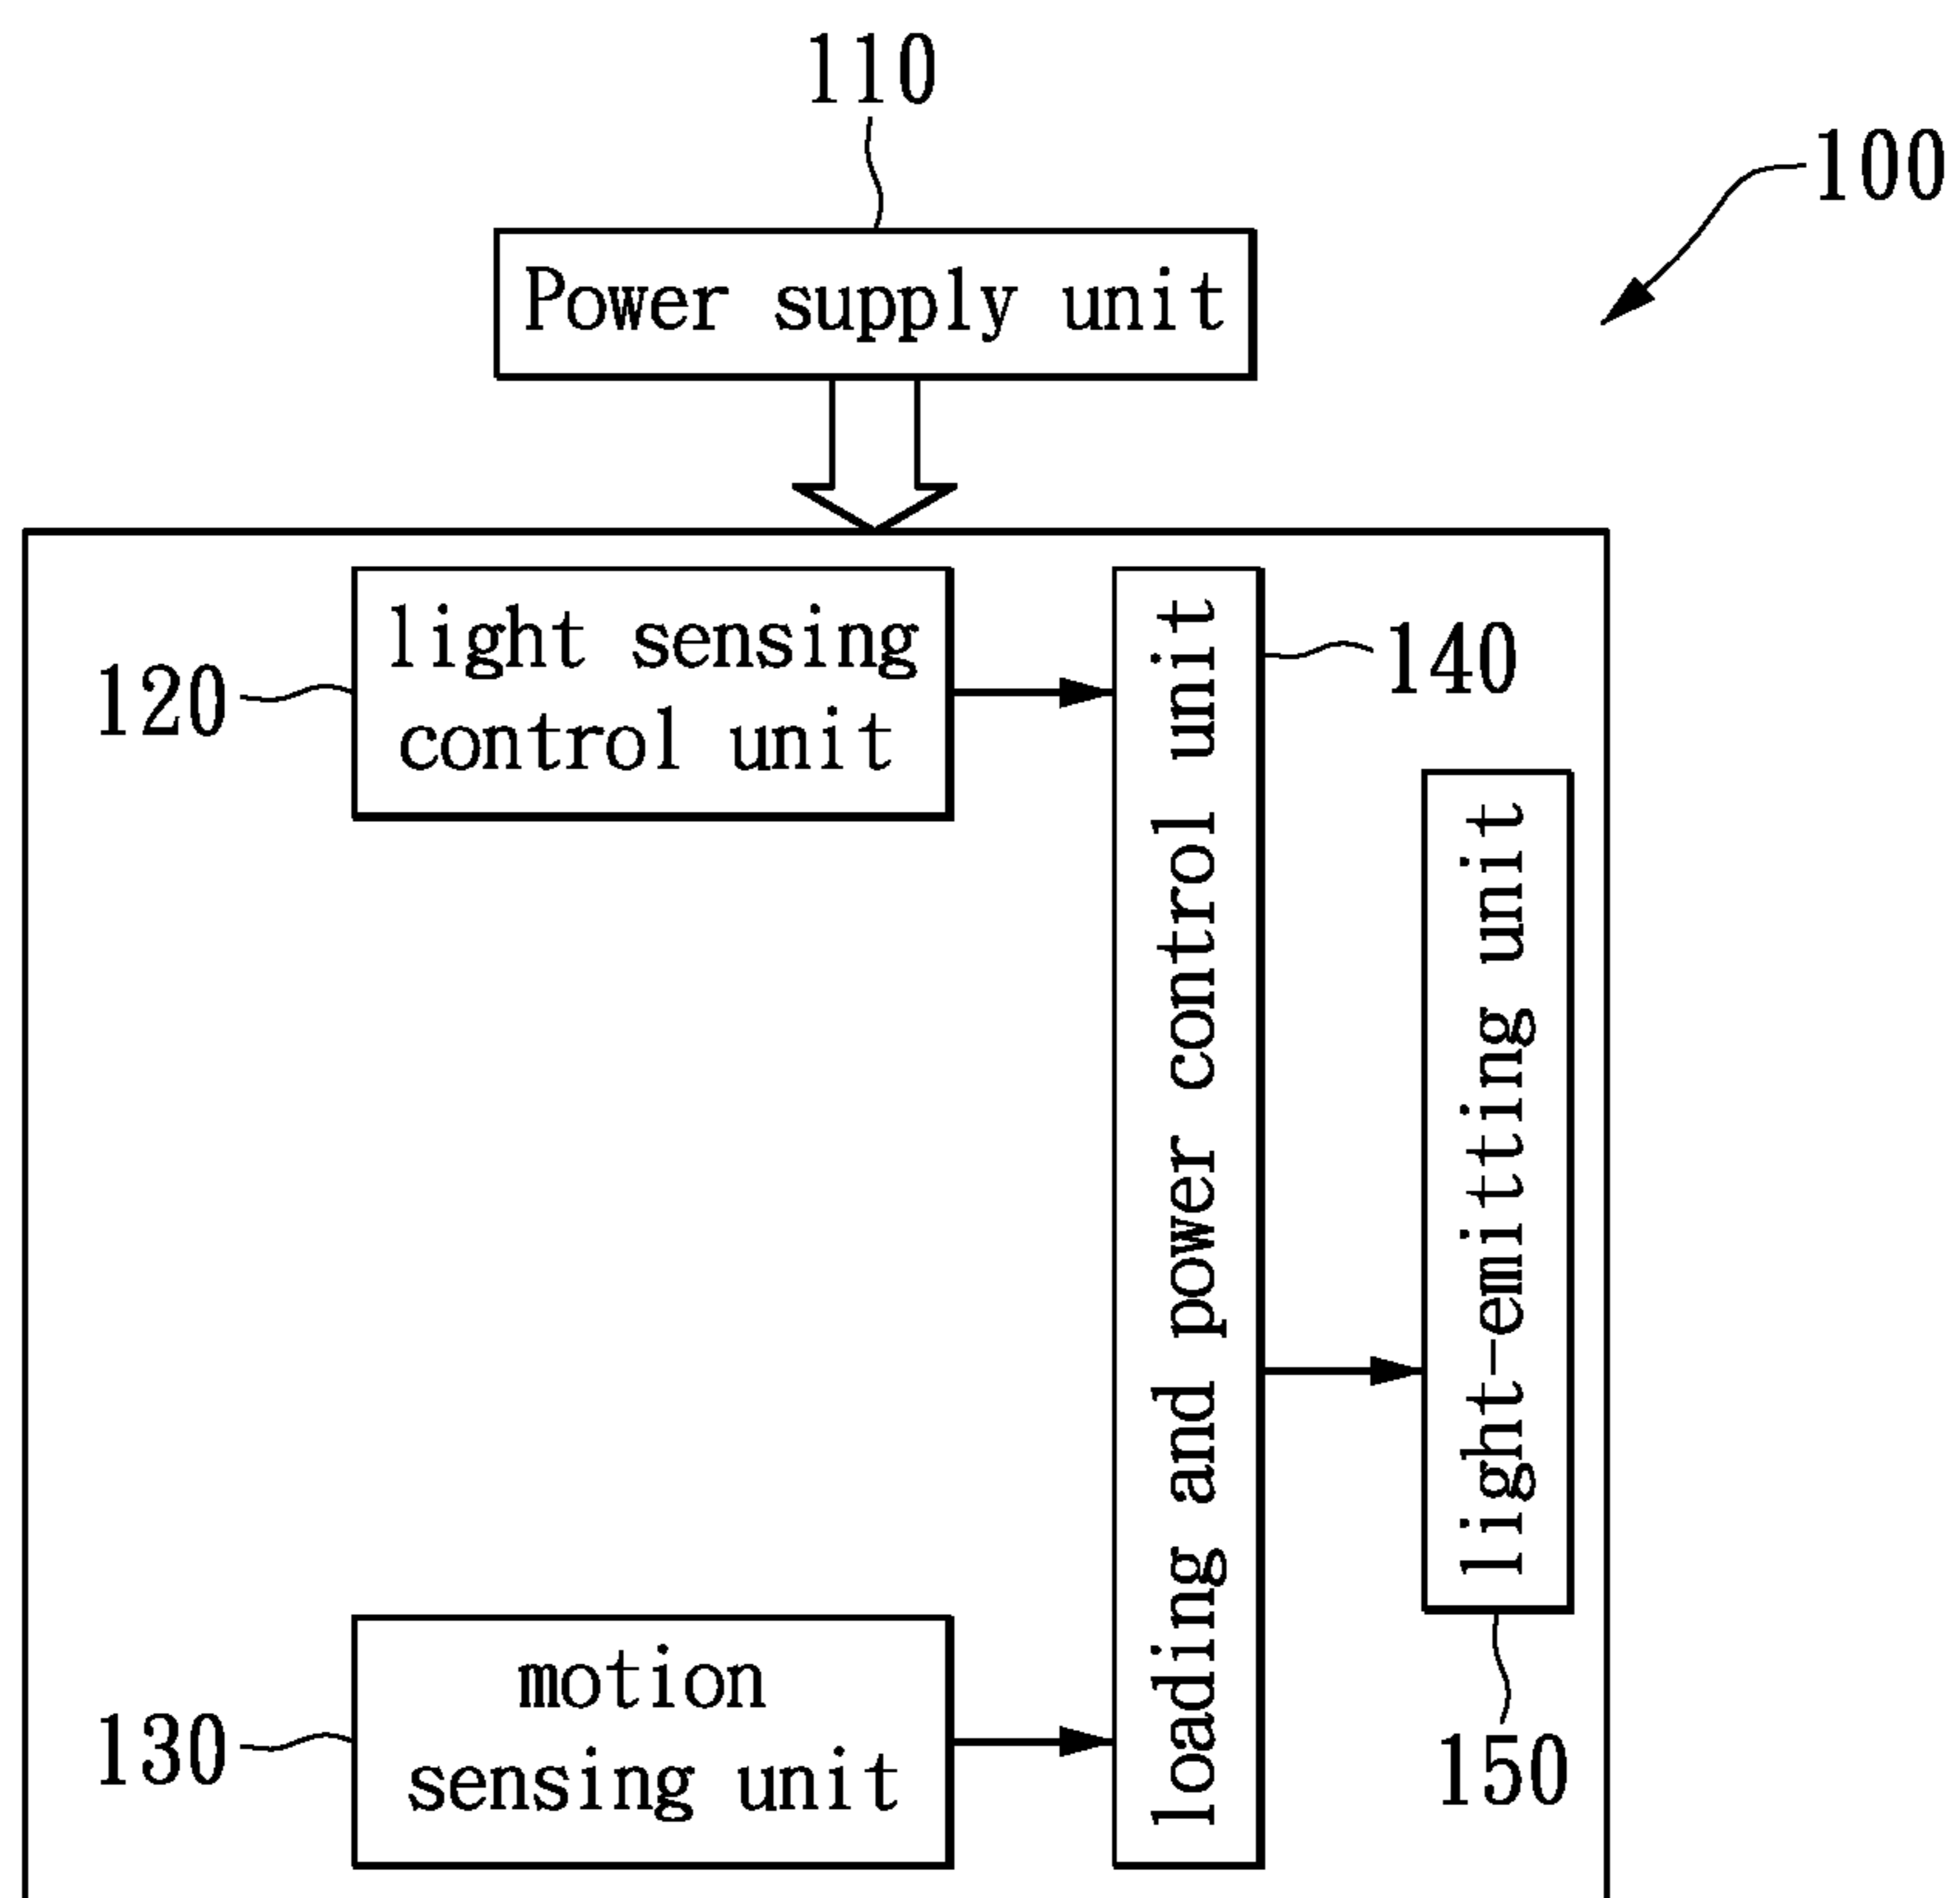 110
100
Power supply unit
light sensing
control unit
120
140
loading and power control unit
light-emitting unit
motion
sensing unit
130
150